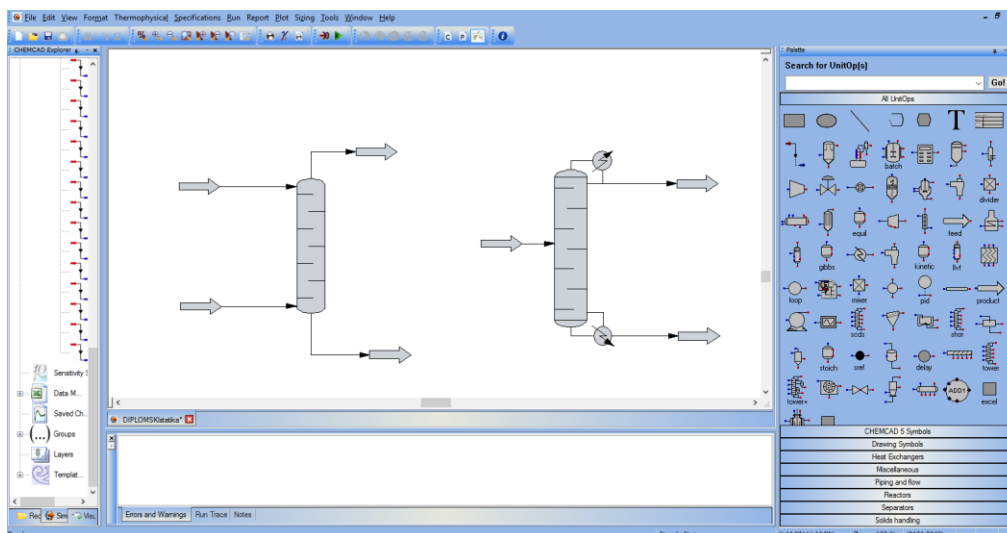 File Edit View Format Thermophysical Specifications Run Report Plot Sizing Tools Window Help
CHEMCAD Explorer
Palette
Search for UnitOp(s)
Go!
All UnitOps
T
batch
divider
equil
feed
gibbs
kinetic
llvf
loop
mixer
pid
product
scds
shor
stoich
sref
delay
tower
tower+
ADD1
excel
Sensitivity S
Data M...
Saved Ch...
Groups
Layers
Templat...
DIPLOMSKIstatika*
CHEMCAD 5 Symbols
Drawing Symbols
Heat Exchangers
Miscellaneous
Piping and flow
Reactors
Separators
Solids handling
Errors and Warnings Run Trace Notes